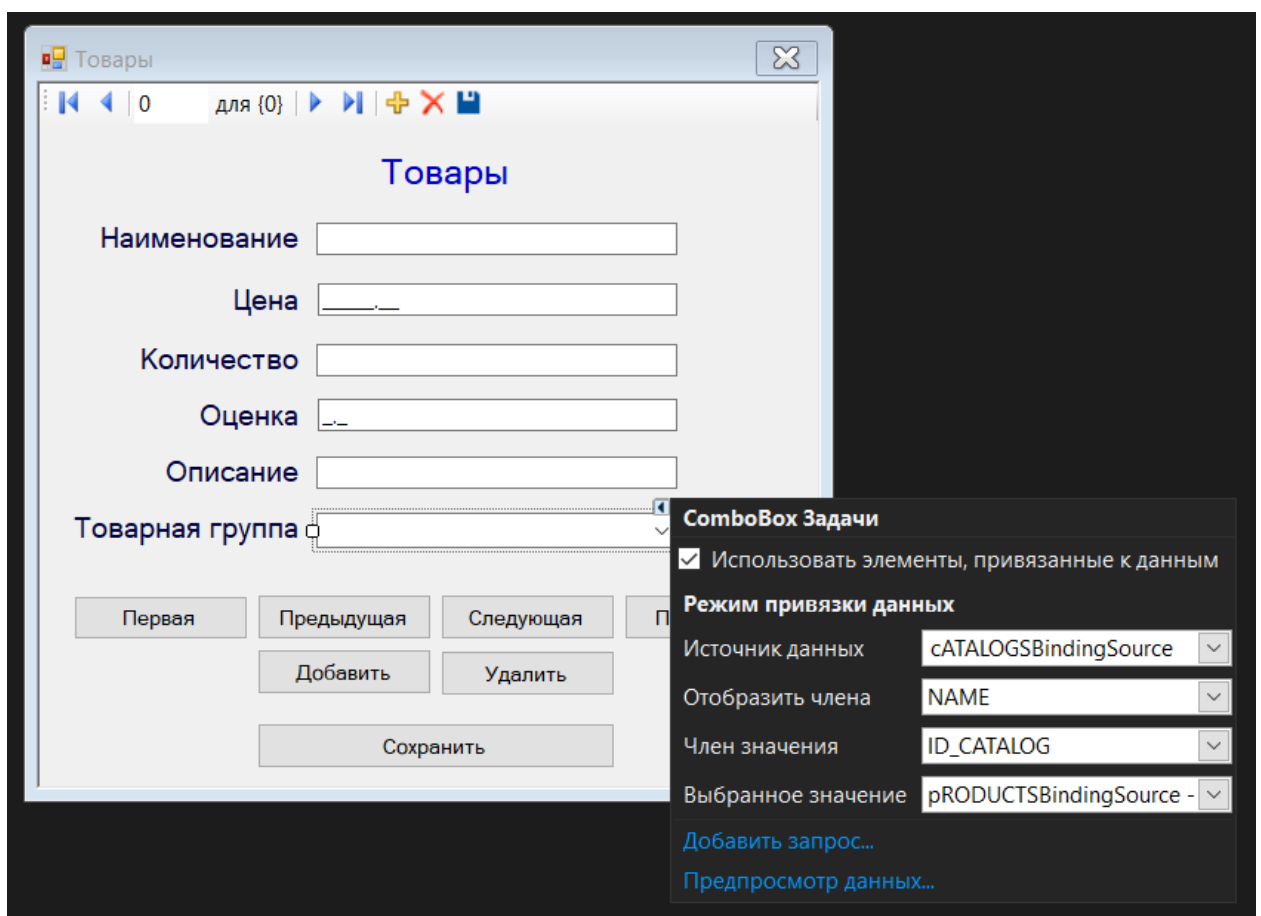 Товары
0 для {0}
Товары
Наименование
Цена _____.__
Количество
Оценка _._
Описание
Товарная группа
Первая Предыдущая Следующая П
Добавить Удалить
Сохранить
ComboBox Задачи
Использовать элементы, привязанные к данным
Режим привязки данных
Источник данных cATALOGSBindingSource
Отобразить члена NAME
Член значения ID_CATALOG
Выбранное значение pRODUCTSBindingSource -
Добавить запрос...
Предпросмотр данных...